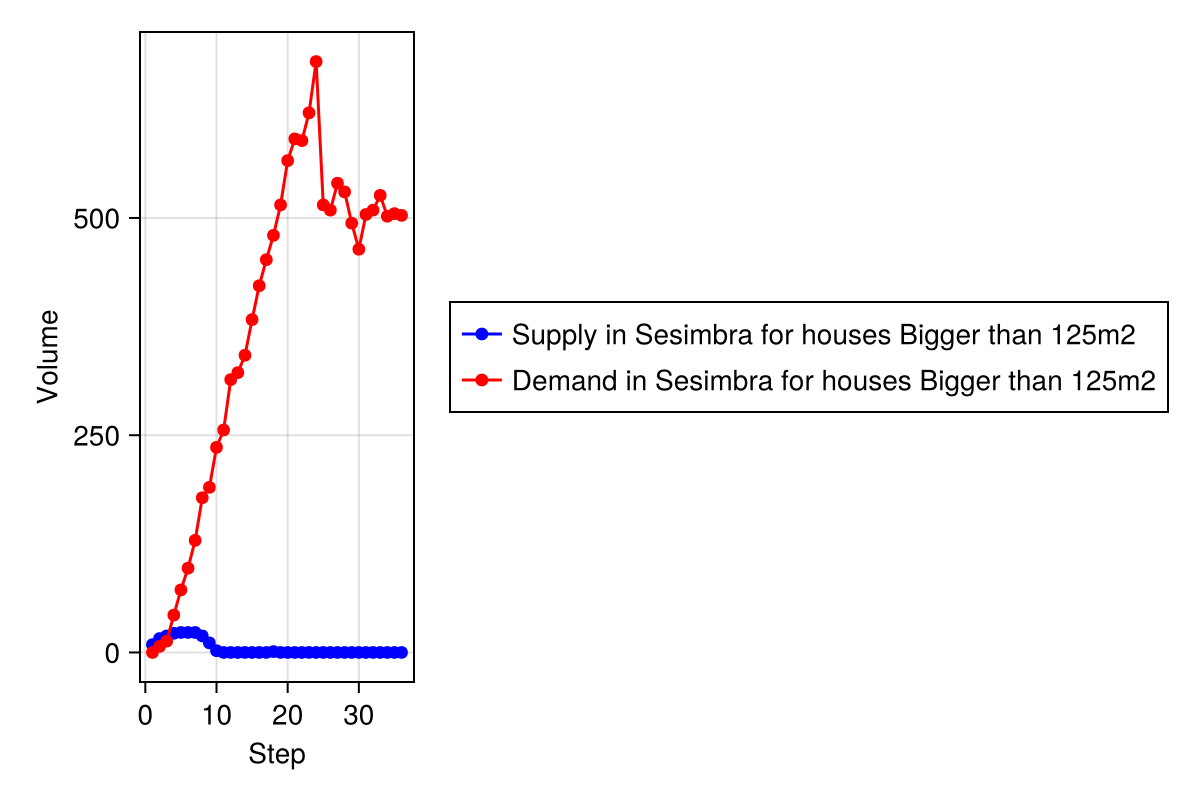 Volume
500
250
0
0 10 20 30
Step
Supply in Sesimbra for houses Bigger than 125m2
Demand in Sesimbra for houses Bigger than 125m2